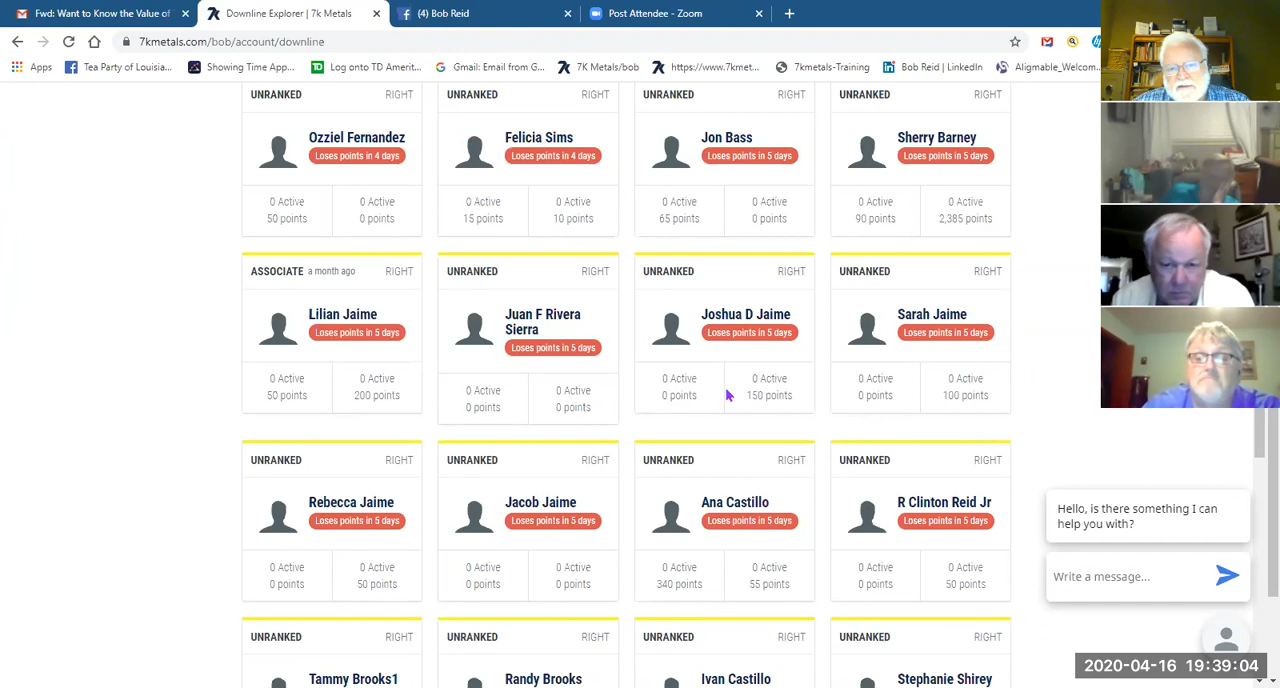 Fwd: Want to Know the Value of
Downline Explorer | 7k Metals
(4) Bob Reid
Post Attendee - Zoom
7kmetals.com/bob/account/downline
Apps
Tea Party of Louisia...
Showing Time App...
Log onto TD Amerit...
Gmail: Email from G...
7K Metals/bob
https://www.7kmet...
7kmetals-Training
Bob Reid | LinkedIn
Alignable_Welcom...
UNRANKED RIGHT
UNRANKED RIGHT
UNRANKED RIGHT
UNRANKED RIGHT
Ozziel Fernandez
Loses points in 4 days
Felicia Sims
Loses points in 4 days
Jon Bass
Loses points in 5 days
Sherry Barney
Loses points in 5 days
0 Active 0 Active
50 points 0 points
0 Active 0 Active
15 points 10 points
0 Active 0 Active
65 points 0 points
0 Active 0 Active
90 points 2,385 points
ASSOCIATE a month ago RIGHT
UNRANKED RIGHT
UNRANKED RIGHT
UNRANKED RIGHT
Lilian Jaime
Loses points in 5 days
Juan F Rivera
Sierra
Loses points in 5 days
Joshua D Jaime
Loses points in 5 days
Sarah Jaime
Loses points in 5 days
0 Active 0 Active
50 points 200 points
0 Active 0 Active
0 points 0 points
0 Active 0 Active
0 points 150 points
0 Active 0 Active
0 points 100 points
UNRANKED RIGHT
UNRANKED RIGHT
UNRANKED RIGHT
UNRANKED RIGHT
Rebecca Jaime
Loses points in 5 days
Jacob Jaime
Loses points in 5 days
Ana Castillo
Loses points in 5 days
R Clinton Reid Jr
Loses points in 5 days
0 Active 0 Active
0 points 50 points
0 Active 0 Active
0 points 0 points
0 Active 0 Active
340 points 55 points
0 Active 0 Active
0 points 50 points
UNRANKED RIGHT
UNRANKED RIGHT
UNRANKED RIGHT
UNRANKED RIGHT
Tammy Brooks1
Randy Brooks
Ivan Castillo
Stephanie Shirey
Hello, is there something I can
help you with?
Write a message...
2020-04-16 19:39:04